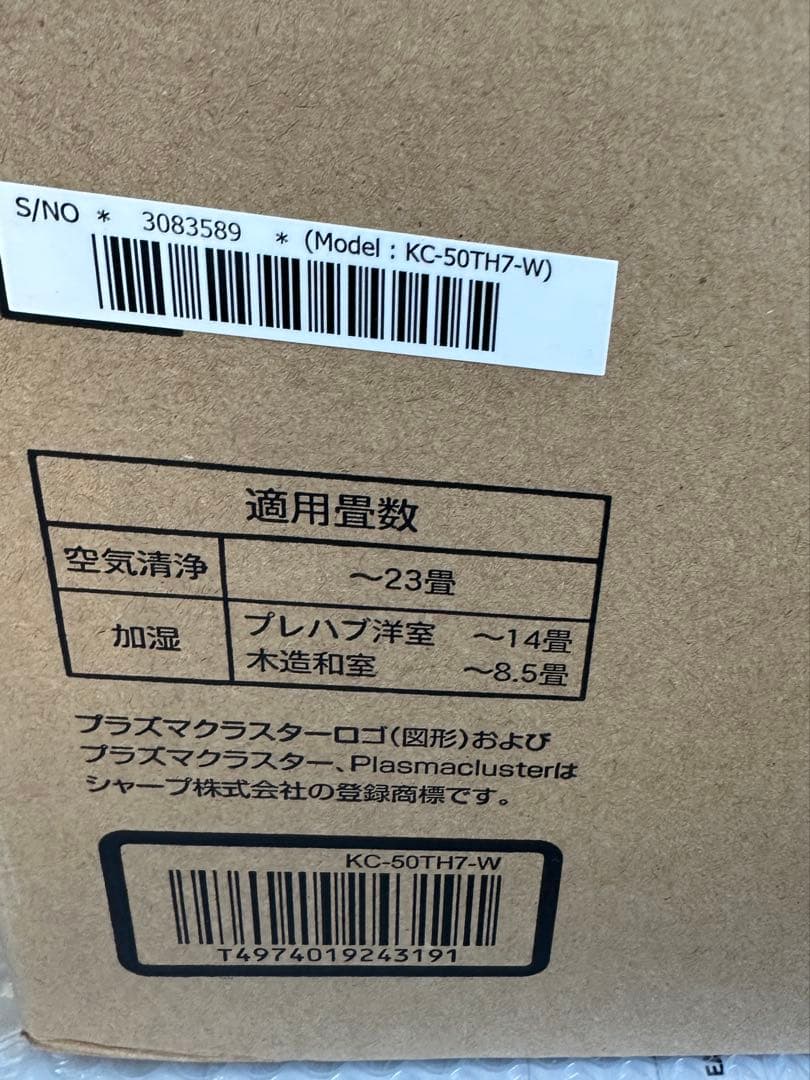 S/NO * 3083589 * (Model : KC-50TH7-W)
適用畳数
空気清浄 ～23畳
加湿 プレハブ洋室 ～14畳
木造和室 ～8.5畳
プラズマクラスターロゴ(図形)および
プラズマクラスター、Plasmaclusterは
シャープ株式会社の登録商標です。
KC-50TH7-W
T4974019243191